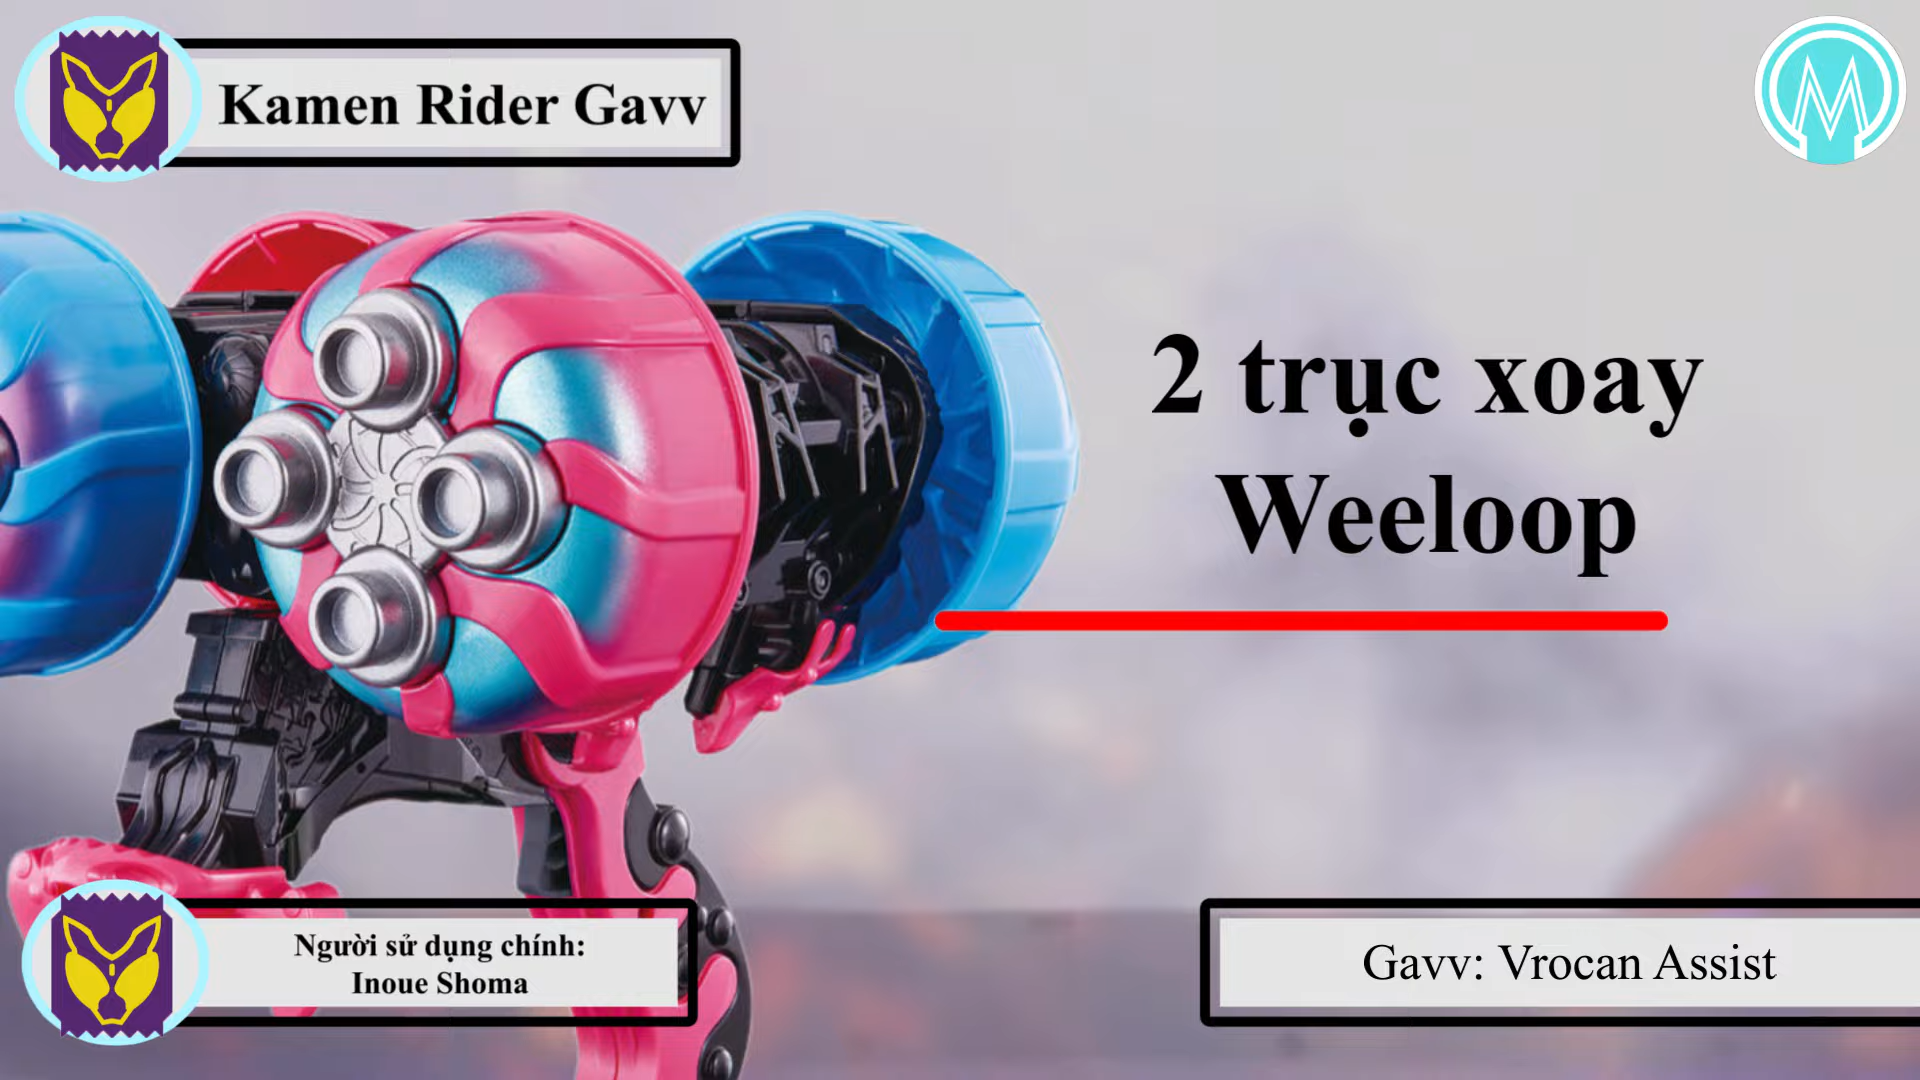 Kamen Rider Gavv
2 trục xoay
Weeloop
Người sử dụng chính:
Inoue Shoma
Gavv: Vrocan Assist